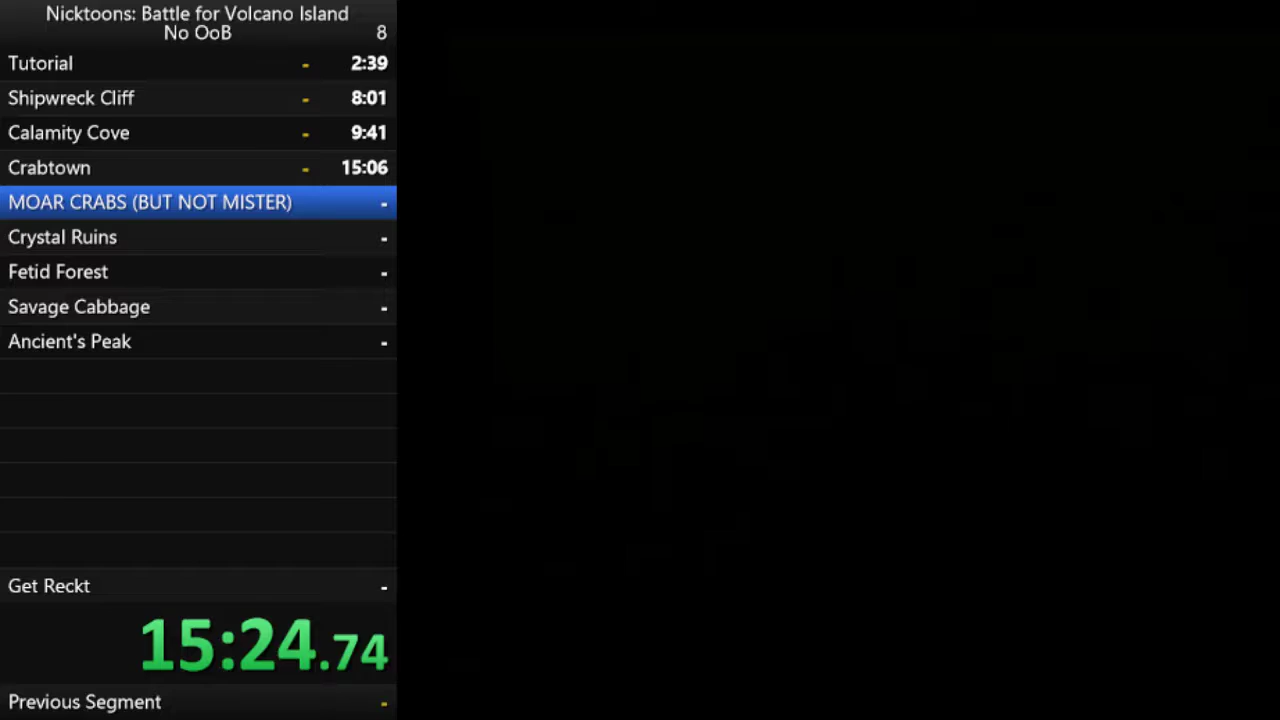 Nicktoons: Battle for Volcano Island
No OoB 8
Tutorial - 2:39
Shipwreck Cliff - 8:01
Calamity Cove - 9:41
Crabtown - 15:06
MOAR CRABS (BUT NOT MISTER) -
Crystal Ruins -
Fetid Forest -
Savage Cabbage -
Ancient's Peak -
Get Reckt -
15:24.74
Previous Segment -